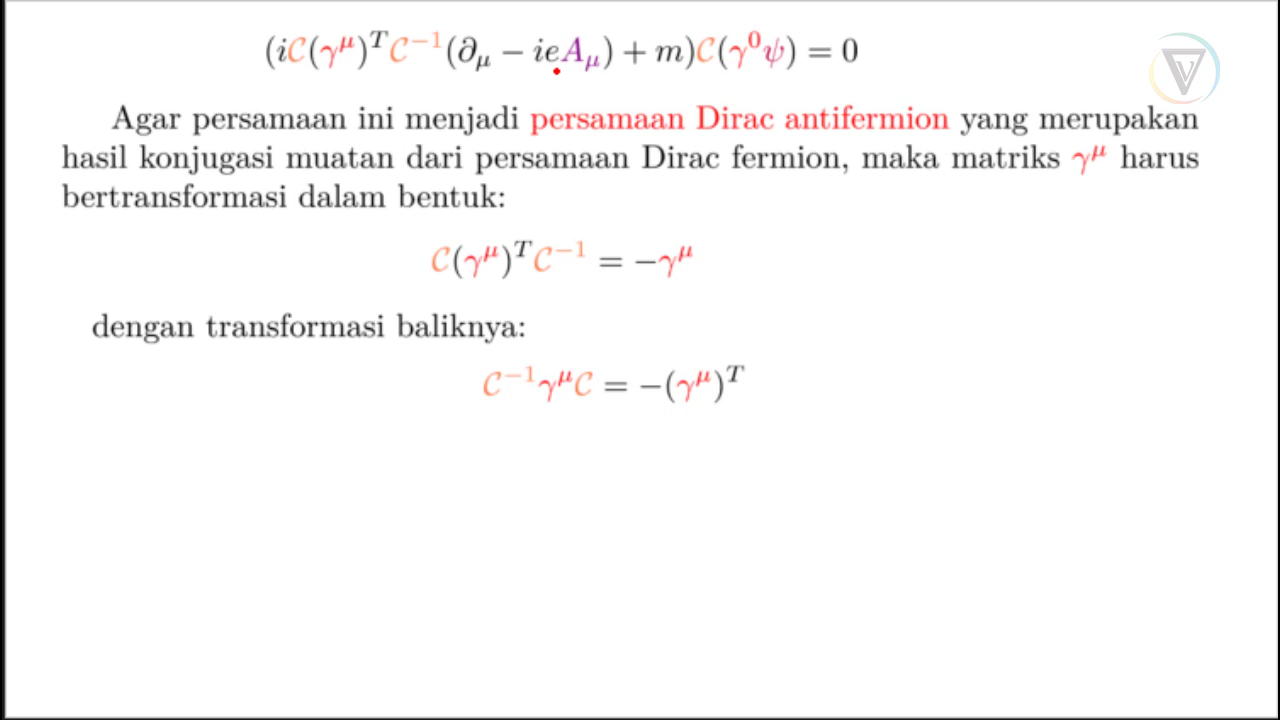 (iC(γ^μ)^T C^{-1}(∂_μ − ieA_μ) + m)C(γ^0ψ) = 0
Agar persamaan ini menjadi persamaan Dirac antifermion yang merupakan
hasil konjugasi muatan dari persamaan Dirac fermion, maka matriks γ^μ harus
bertransformasi dalam bentuk:
C(γ^μ)^T C^{-1} = −γ^μ
dengan transformasi baliknya:
C^{-1}γ^μC = −(γ^μ)^T